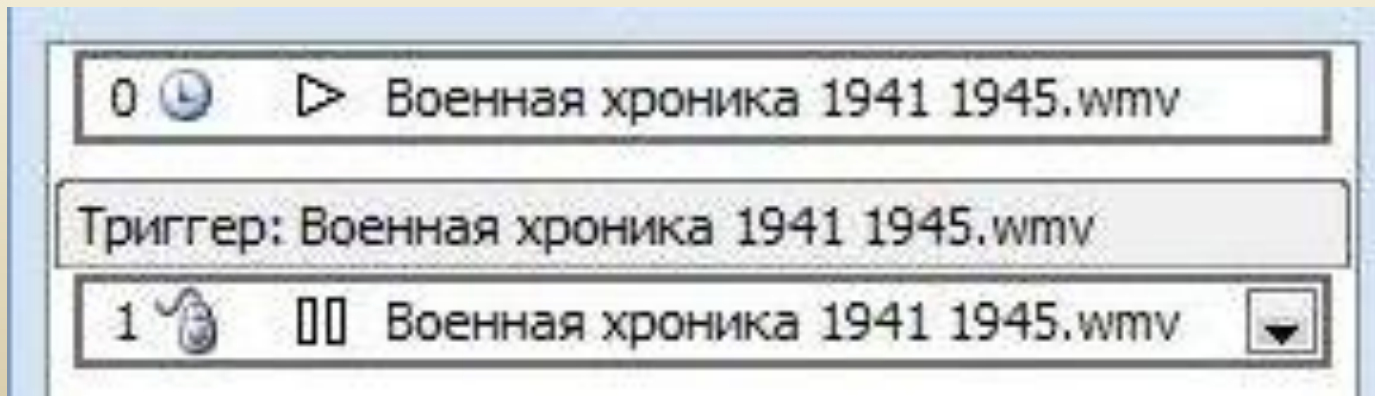 0 Военная хроника 1941 1945.wmv
Триггер: Военная хроника 1941 1945.wmv
1 Военная хроника 1941 1945.wmv